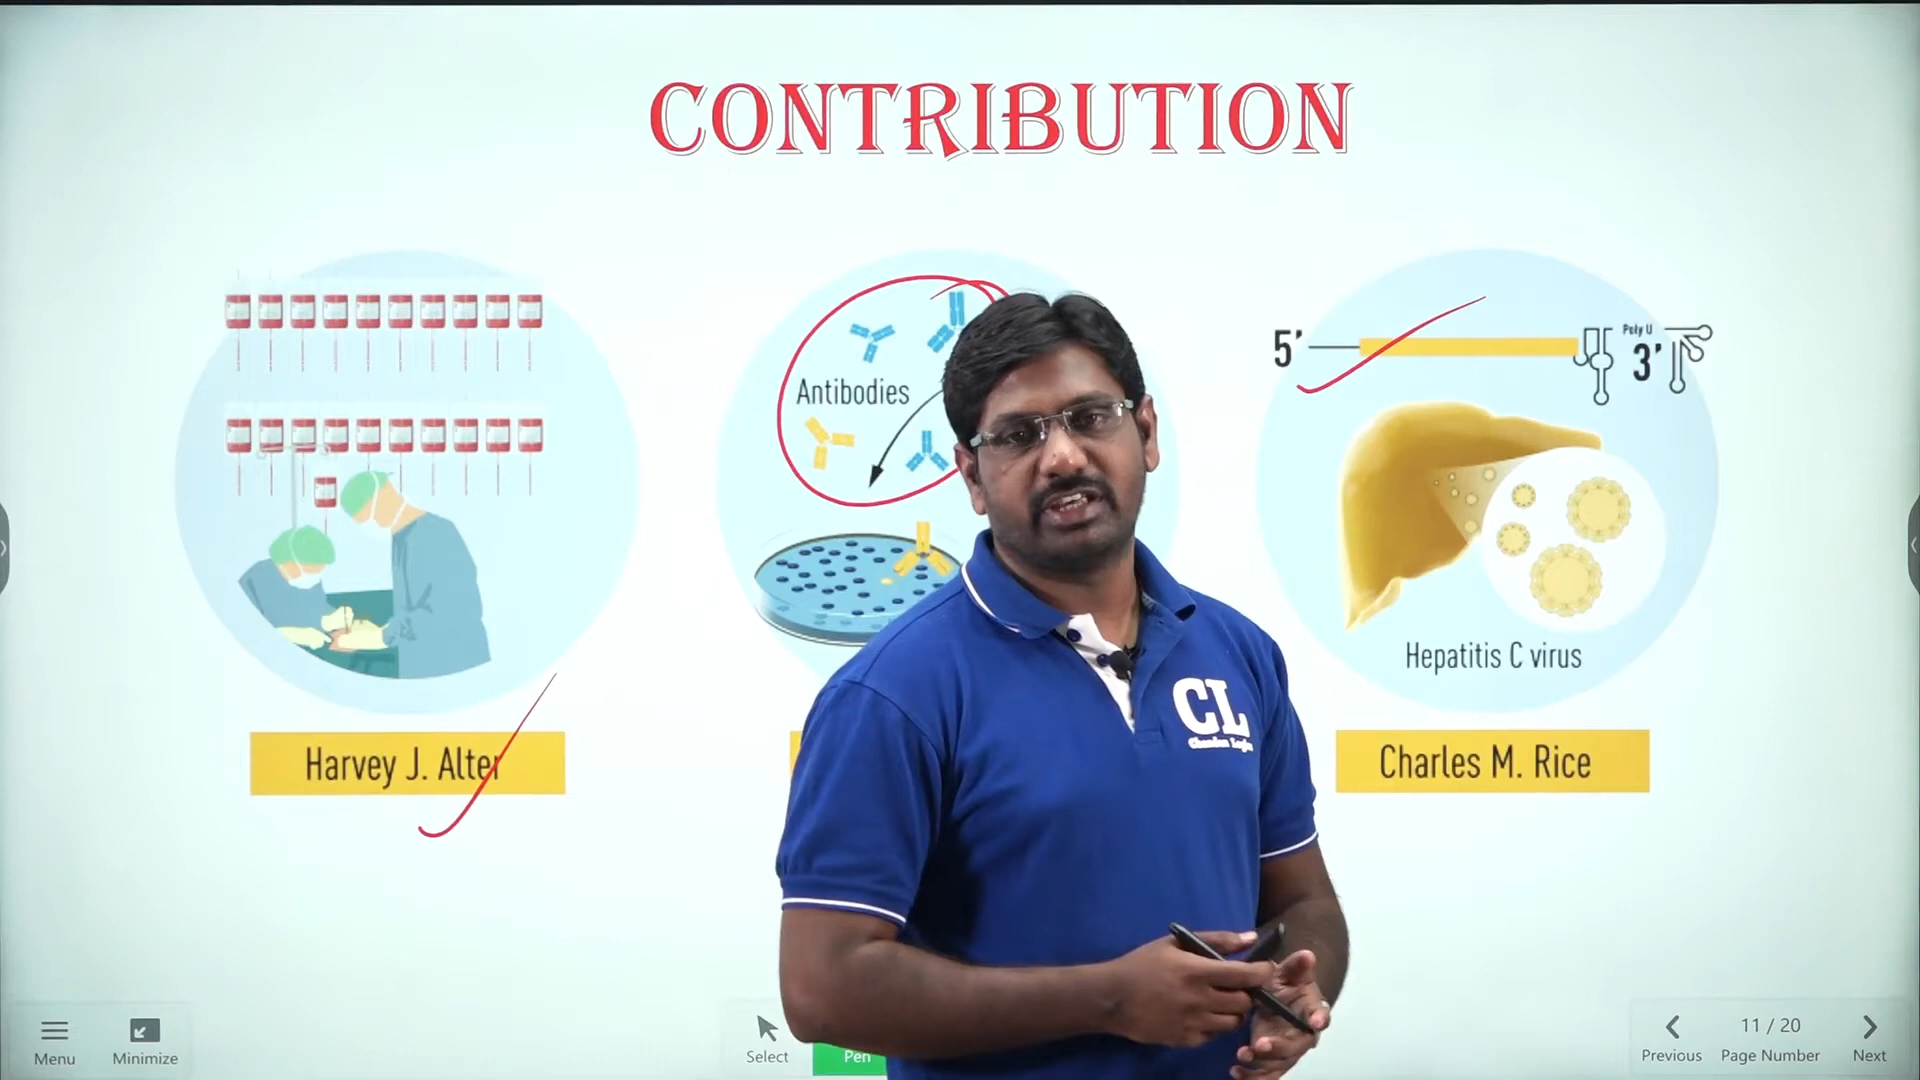 CONTRIBUTION
Antibodies
5'
Poly U
3'
Hepatitis C virus
Harvey J. Alter
Charles M. Rice
CL
Menu
Minimize
Select
Pen
Previous
11 / 20
Page Number
Next